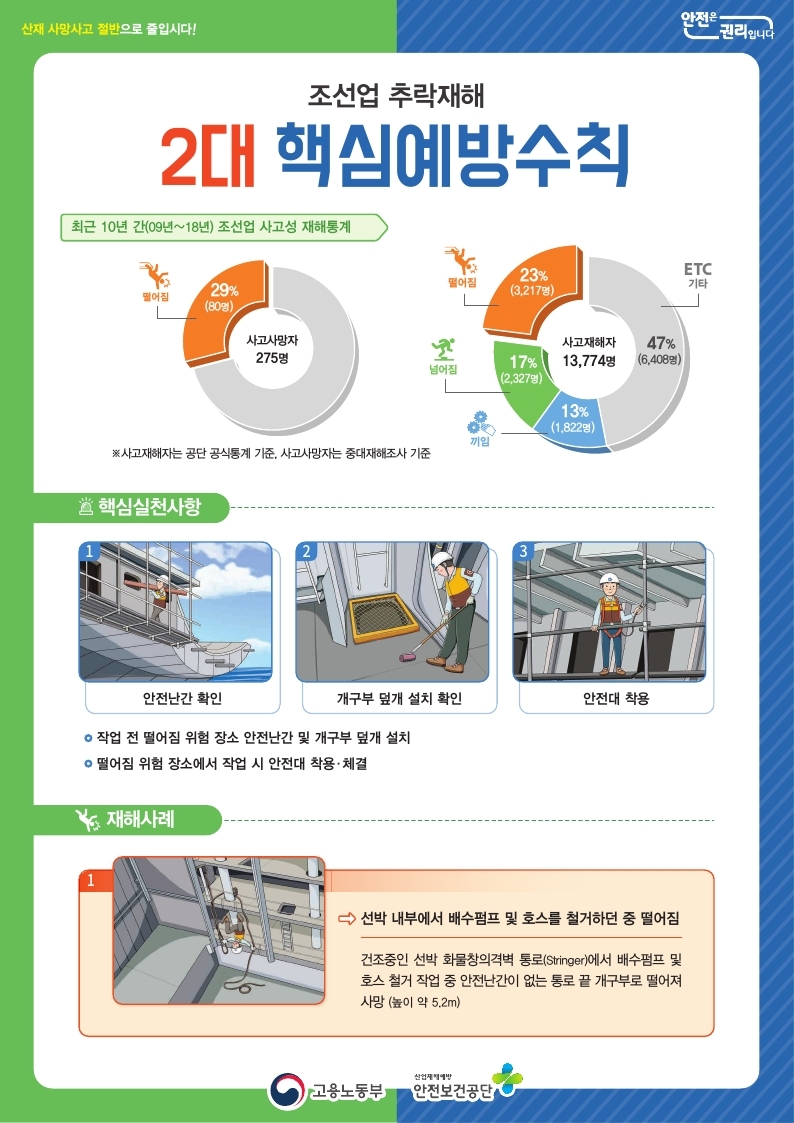 산재 사망사고 절반으로 줄입시다!
안전은
권리입니다
조선업 추락재해
2대 핵심예방수칙
최근 10년 간(09년~18년) 조선업 사고성 재해통계
떨어짐
29%
(80명)
사고사망자
275명
떨어짐
23%
(3,217명)
ETC
기타
넘어짐
17%
(2,327명)
사고재해자
13,774명
47%
(6,408명)
끼임
13%
(1,822명)
※사고재해자는 공단 공식통계 기준, 사고사망자는 중대재해조사 기준
핵심실천사항
1
2
3
안전난간 확인
개구부 덮개 설치 확인
안전대 착용
작업 전 떨어짐 위험 장소 안전난간 및 개구부 덮개 설치
떨어짐 위험 장소에서 작업 시 안전대 착용·체결
재해사례
1
선박 내부에서 배수펌프 및 호스를 철거하던 중 떨어짐
건조중인 선박 화물창의격벽 통로(Stringer)에서 배수펌프 및
호스 철거 작업 중 안전난간이 없는 통로 끝 개구부로 떨어져
사망 (높이 약 5.2m)
고용노동부
산업재해예방
안전보건공단